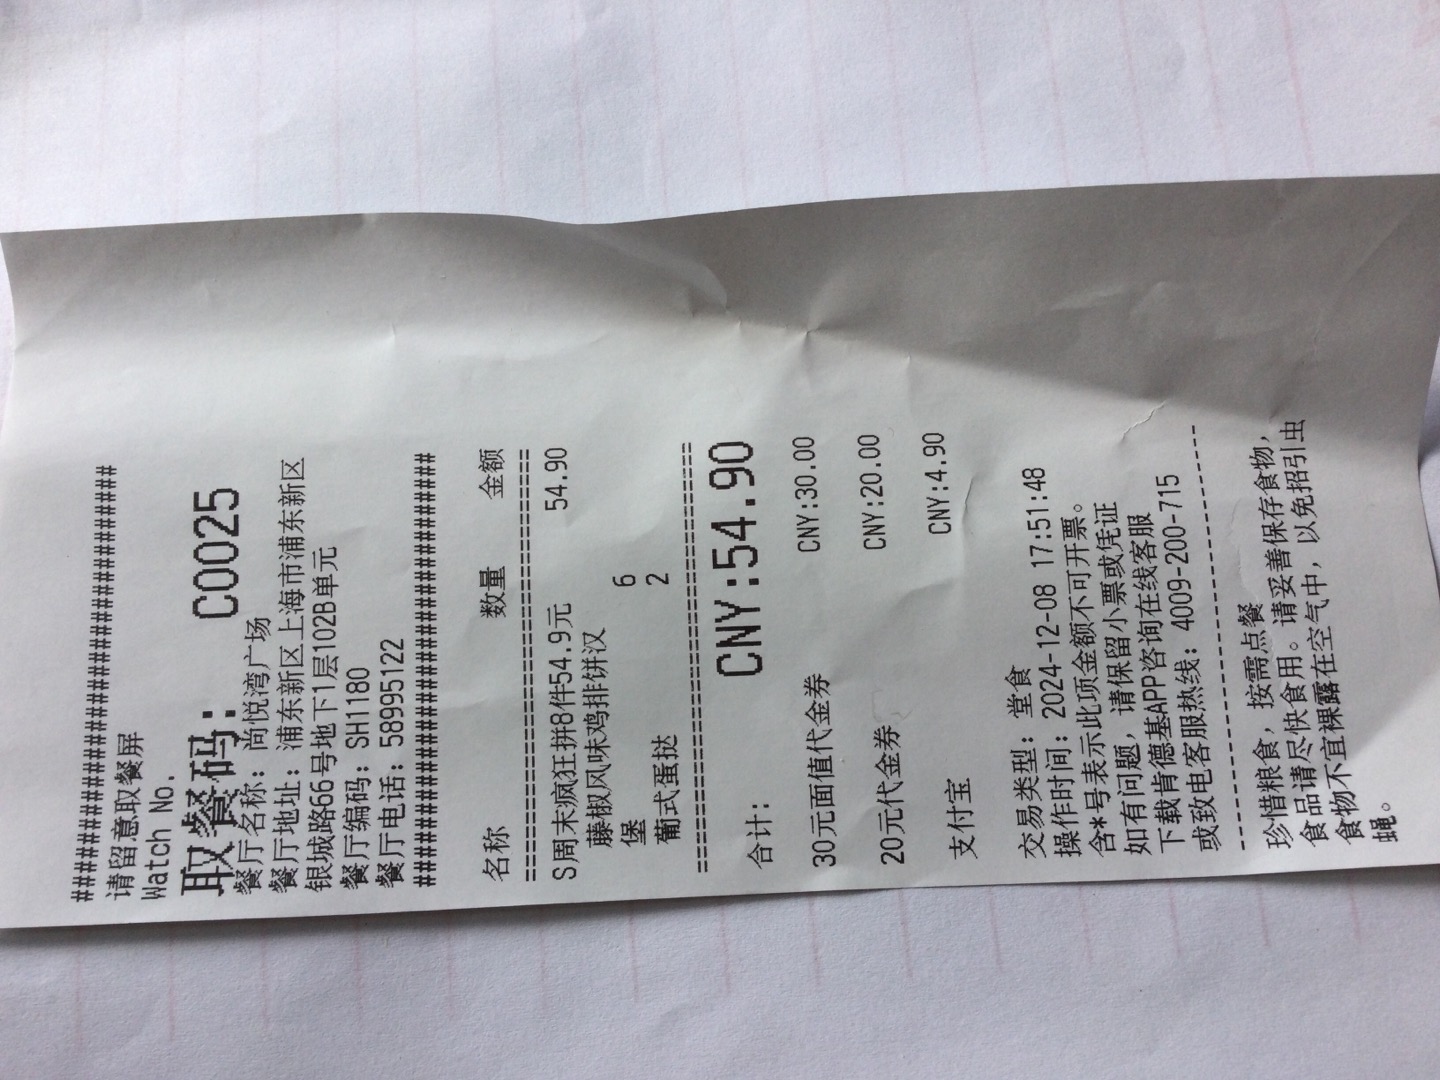 ########################################
请留意取餐屏
Watch No.
取餐码： C0025
餐厅名称：尚悦湾广场
餐厅地址：浦东新区上海市浦东新区
银城路66号地下1层102B单元
餐厅编码：SH1180
餐厅电话：58995122
########################################
名称 数量 金额
========================================
S周末疯狂拼8件54.9元 54.90
藤椒风味鸡排饼汉 6
堡
葡式蛋挞 2
========================================
合计： CNY:54.90
30元面值代金券 CNY:30.00
20元代金券 CNY:20.00
支付宝 CNY:4.90
交易类型：堂食
操作时间：2024-12-08 17:51:48
含*号表示此项金额不可开票。
如有问题，请保留小票或凭证
下载肯德基APP咨询在线客服
或致电客服热线：4009-200-715
----------------------------------------
珍惜粮食，按需点餐
食品请尽快食用。请妥善保存食物，
食物不宜裸露在空气中，以免招引虫
蝇。